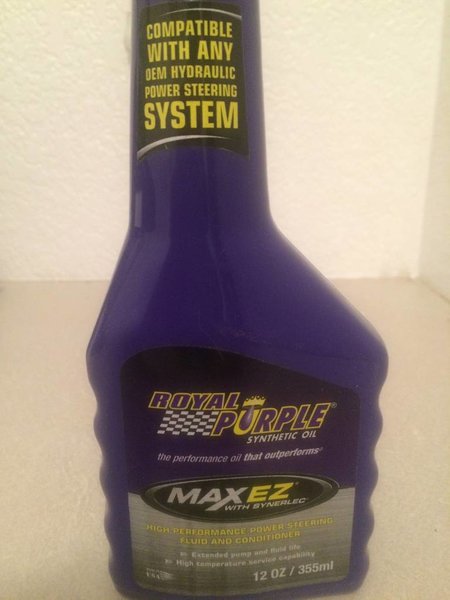 COMPATIBLE
WITH ANY
OEM HYDRAULIC
POWER STEERING
SYSTEM
ROYAL
PURPLE®
SYNTHETIC OIL
the performance oil that outperforms®
MAXEZ®
WITH SYNERLEC®
HIGH-PERFORMANCE POWER STEERING
FLUID AND CONDITIONER
Extended pump and fluid life
High temperature service capability
12 OZ / 355ml